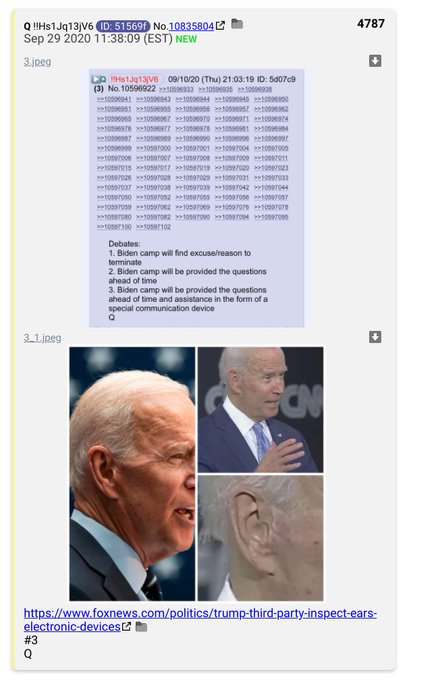 Q !!Hs1Jq13jV6 ID: 51569f No.10835804 4787
Sep 29 2020 11:38:09 (EST) NEW
3.jpeg
Q !!Hs1Jq13jV6 09/10/20 (Thu) 21:03:19 ID: 5d07c9
(3) No.10596922 >>10596933 >>10596935 >>10596938
>>10596941 >>10596943 >>10596944 >>10596945 >>10596950
>>10596951 >>10596955 >>10596956 >>10596957 >>10596962
>>10596965 >>10596968 >>10596970 >>10596971 >>10596974
>>10596976 >>10596977 >>10596978 >>10596981 >>10596984
>>10596987 >>10596989 >>10596990 >>10596996 >>10596997
>>10596999 >>10597000 >>10597001 >>10597004 >>10597005
>>10597006 >>10597007 >>10597008 >>10597009 >>10597011
>>10597015 >>10597017 >>10597019 >>10597020 >>10597023
>>10597026 >>10597028 >>10597029 >>10597031 >>10597033
>>10597037 >>10597038 >>10597039 >>10597042 >>10597044
>>10597050 >>10597052 >>10597055 >>10597056 >>10597057
>>10597059 >>10597062 >>10597069 >>10597076 >>10597078
>>10597080 >>10597082 >>10597090 >>10597094 >>10597095
>>10597100 >>10597102
Debates:
1. Biden camp will find excuse/reason to
terminate
2. Biden camp will be provided the questions
ahead of time
3. Biden camp will be provided the questions
ahead of time and assistance in the form of a
special communication device
Q
3_1.jpeg
CNN
https://www.foxnews.com/politics/trump-third-party-inspect-ears-
electronic-devices
#3
Q